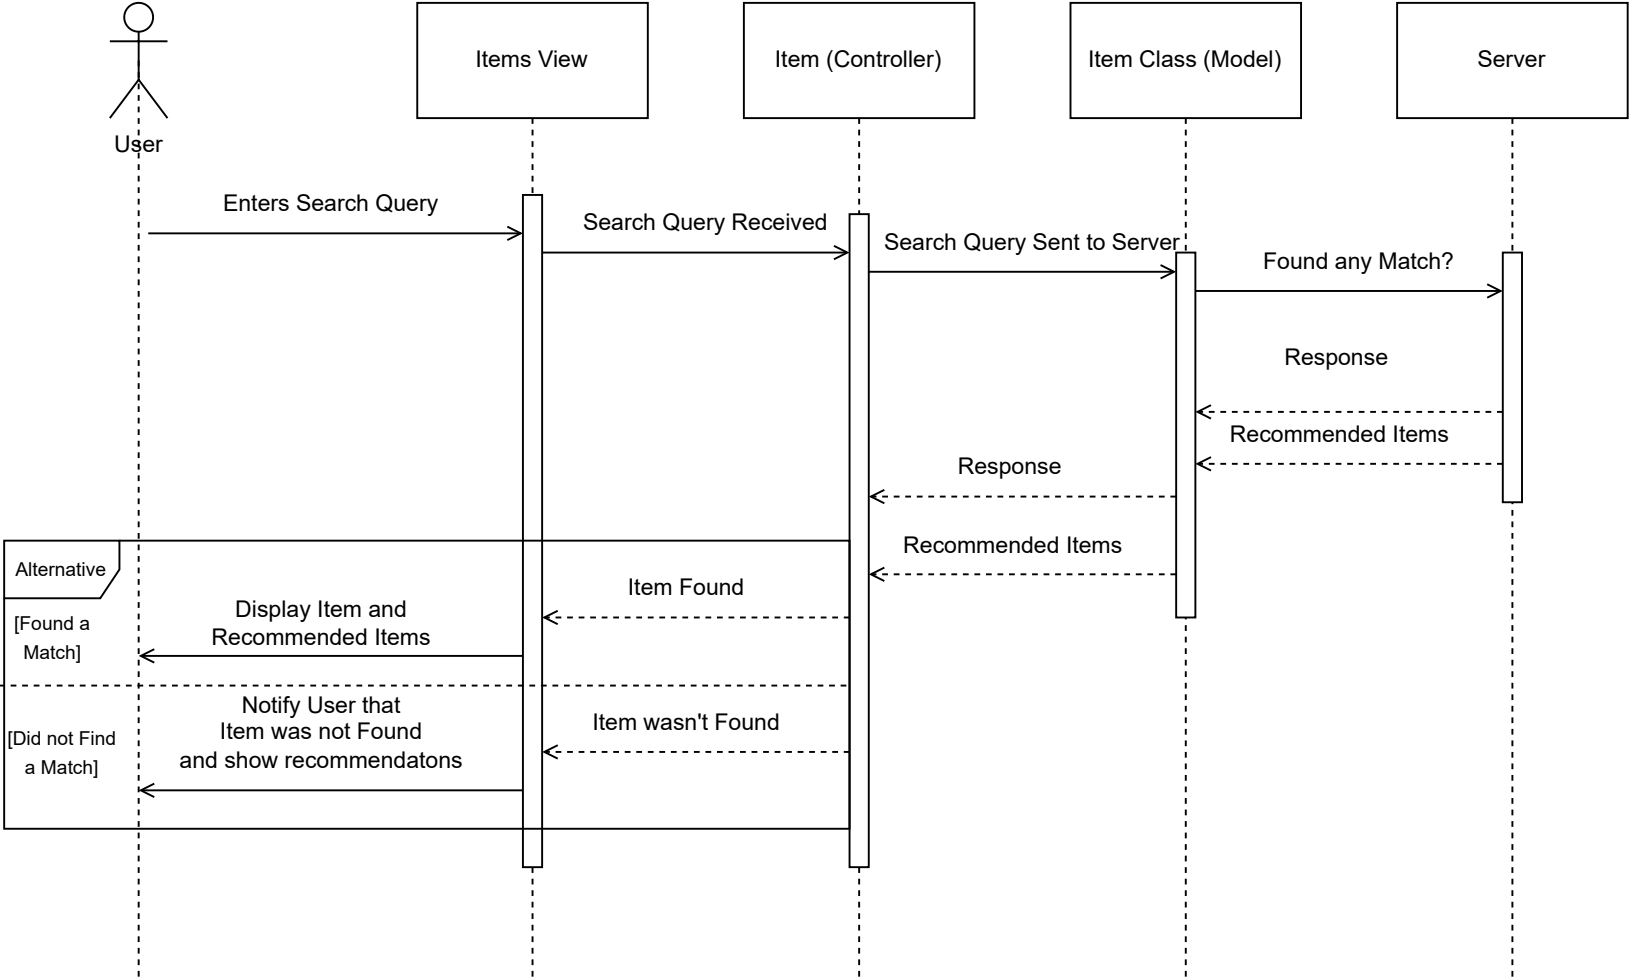 User
Items View
Item (Controller)
Item Class (Model)
Server
Enters Search Query
Search Query Received
Search Query Sent to Server
Found any Match?
Response
Recommended Items
Response
Recommended Items
Alternative
[Found a
Match]
Item Found
Display Item and
Recommended Items
[Did not Find
a Match]
Item wasn't Found
Notify User that
Item was not Found
and show recommendatons